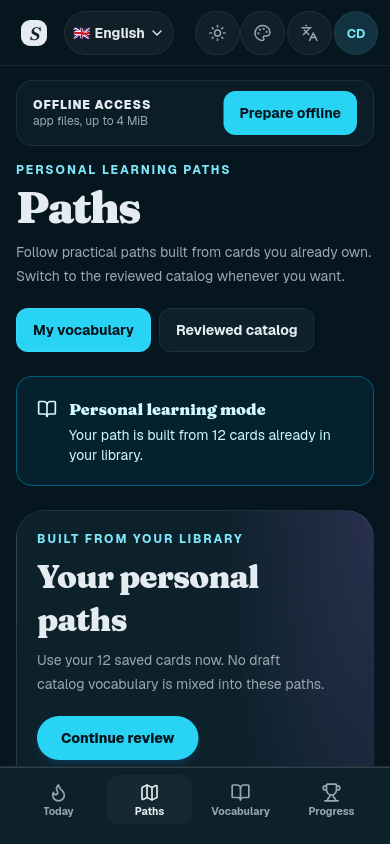 S
🇬🇧 English
CD
OFFLINE ACCESS
app files, up to 4 MiB
Prepare offline
PERSONAL LEARNING PATHS
Paths
Follow practical paths built from cards you already own.
Switch to the reviewed catalog whenever you want.
My vocabulary
Reviewed catalog
Personal learning mode
Your path is built from 12 cards already in
your library.
BUILT FROM YOUR LIBRARY
Your personal
paths
Use your 12 saved cards now. No draft
catalog vocabulary is mixed into these paths.
Continue review
Today
Paths
Vocabulary
Progress